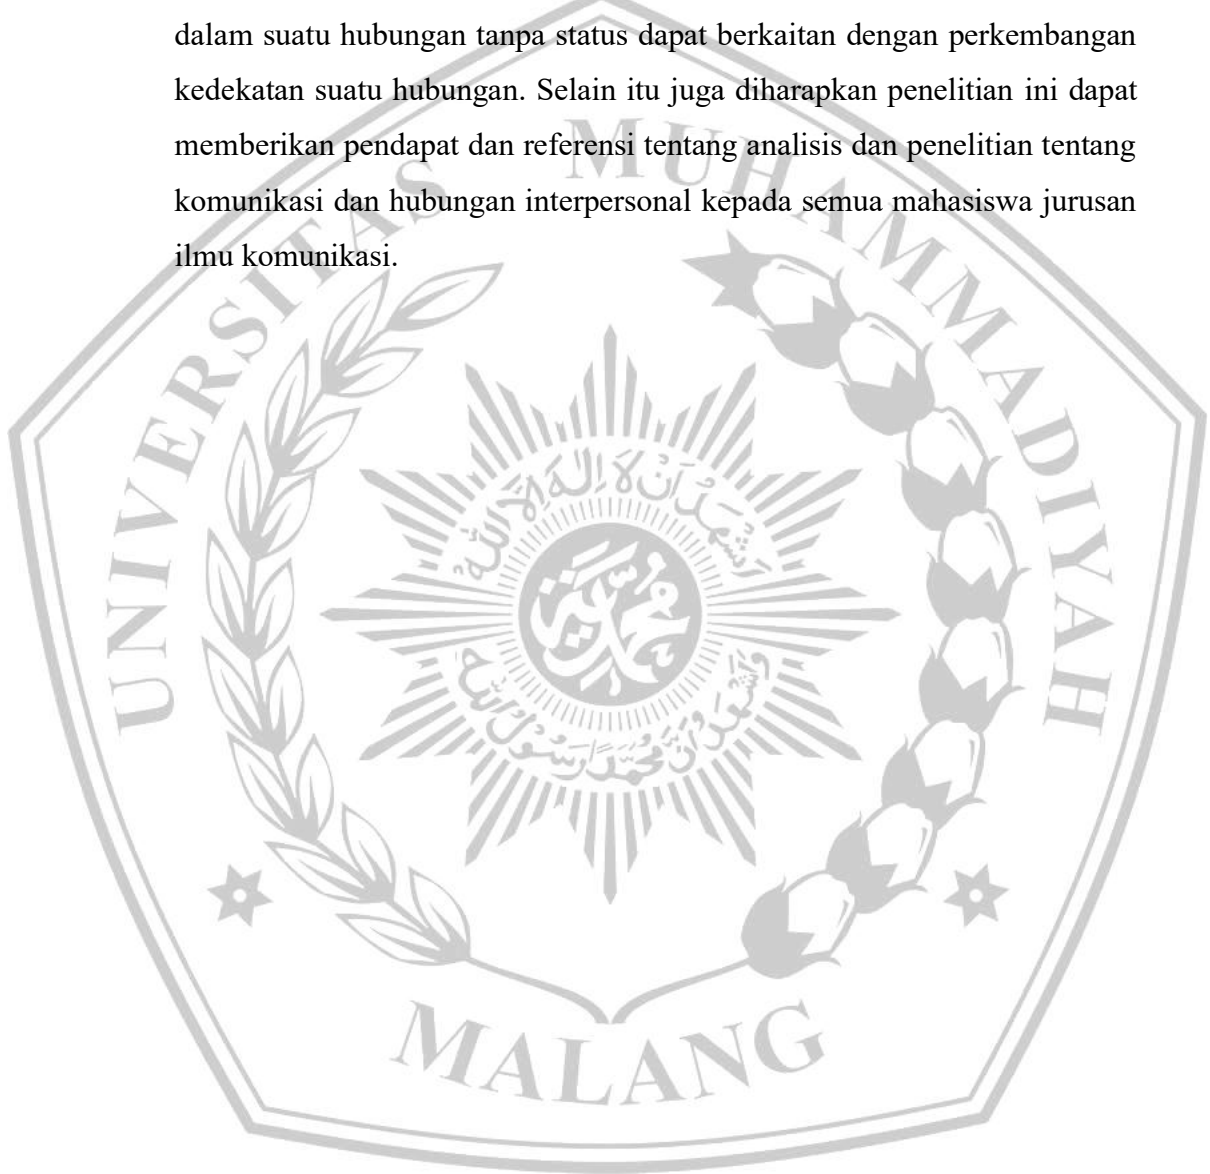 dalam suatu hubungan tanpa status dapat berkaitan dengan perkembangan
kedekatan suatu hubungan. Selain itu juga diharapkan penelitian ini dapat
memberikan pendapat dan referensi tentang analisis dan penelitian tentang
komunikasi dan hubungan interpersonal kepada semua mahasiswa jurusan
ilmu komunikasi.
UNIVERSITAS MUHAMMADIYAH
MALANG